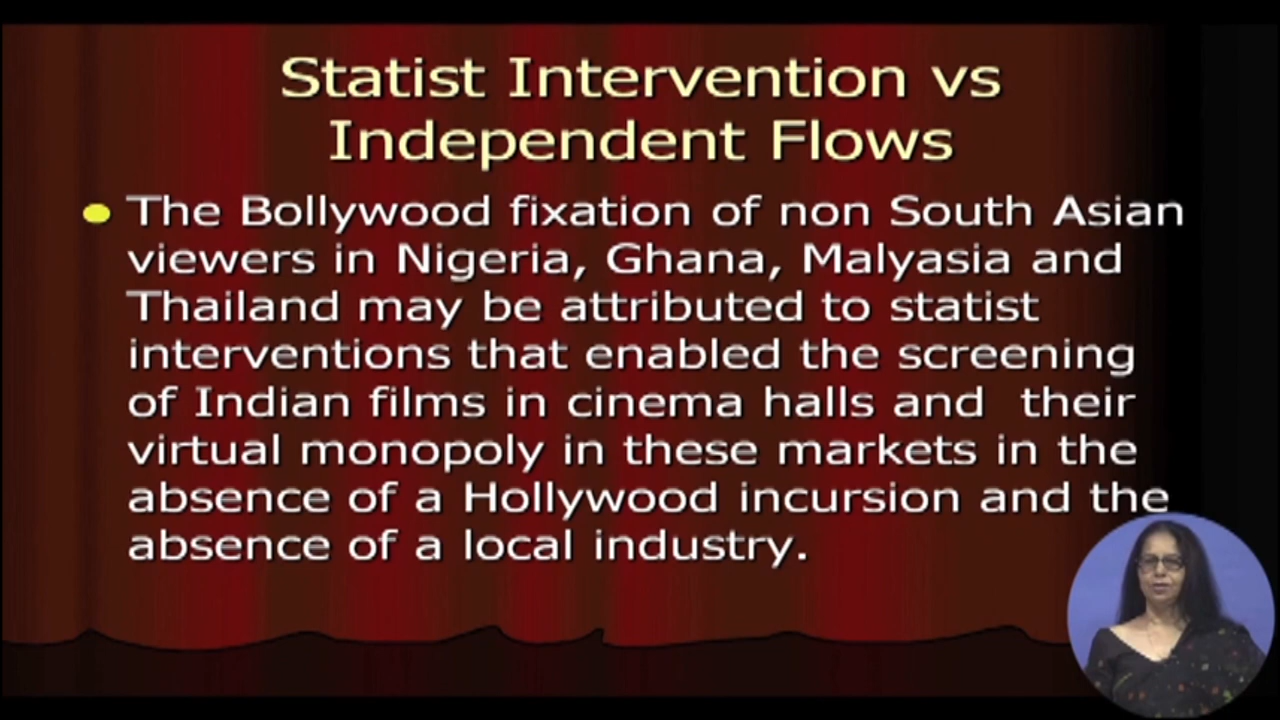 Statist Intervention vs
Independent Flows
The Bollywood fixation of non South Asian
viewers in Nigeria, Ghana, Malyasia and
Thailand may be attributed to statist
interventions that enabled the screening
of Indian films in cinema halls and  their
virtual monopoly in these markets in the
absence of a Hollywood incursion and the
absence of a local industry.